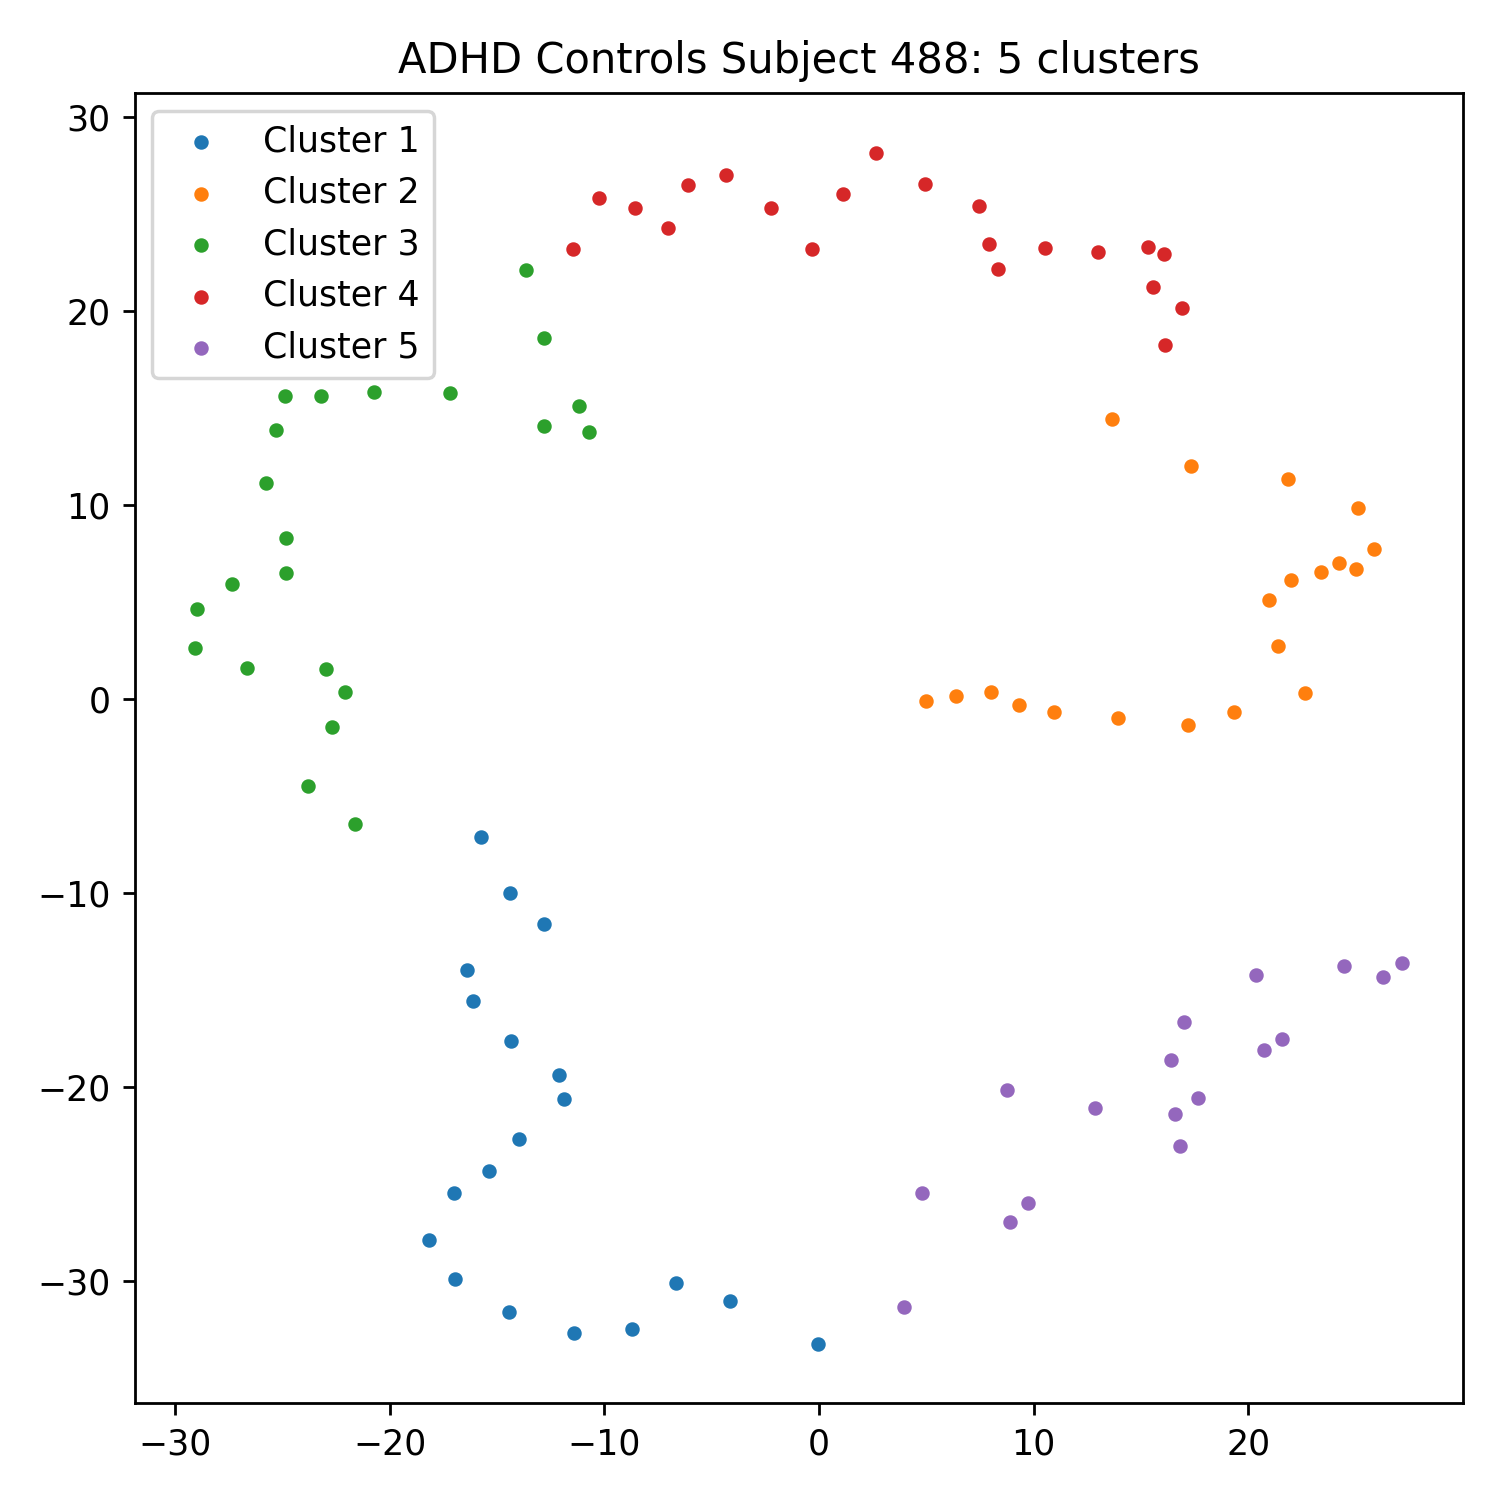 ADHD Controls Subject 488: 5 clusters
30
20
10
0
−10
−20
−30
Cluster 1
Cluster 2
Cluster 3
Cluster 4
Cluster 5
−30 −20 −10 0 10 20